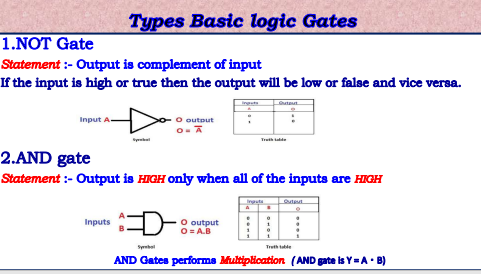 Types Basic logic Gates
1.NOT Gate
Statement :- Output is complement of input
If the input is high or true then the output will be low or false and vice versa.
Inputs Output
A O
0 1
1 0
Input A O output
O = A̅
Symbol Truth table
2.AND gate
Statement :- Output is HIGH only when all of the inputs are HIGH
Inputs Output
A B O
0 0 0
0 1 0
1 0 0
1 1 1
Inputs A B O output
O = A.B
Symbol Truth table
AND Gates performs Multiplication ( AND gate is Y = A · B)